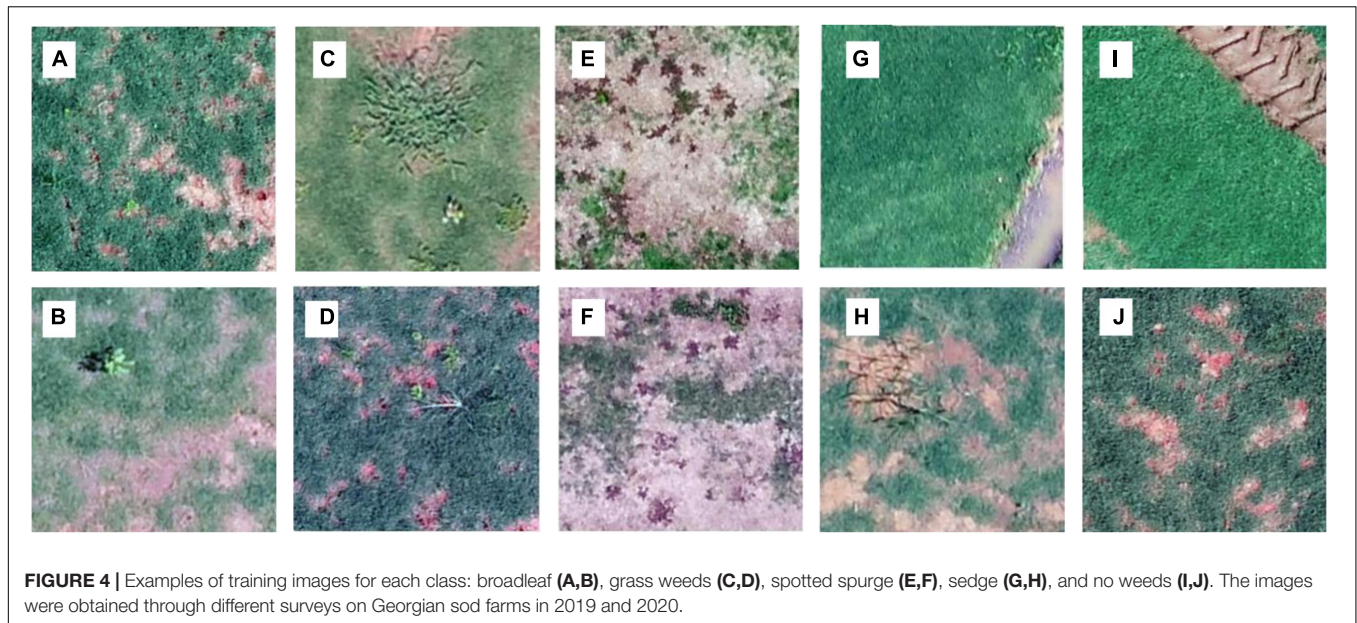 A
C
E
G
I
B
D
F
H
J
FIGURE 4 | Examples of training images for each class: broadleaf (A,B), grass weeds (C,D), spotted spurge (E,F), sedge (G,H), and no weeds (I,J). The images
were obtained through different surveys on Georgian sod farms in 2019 and 2020.